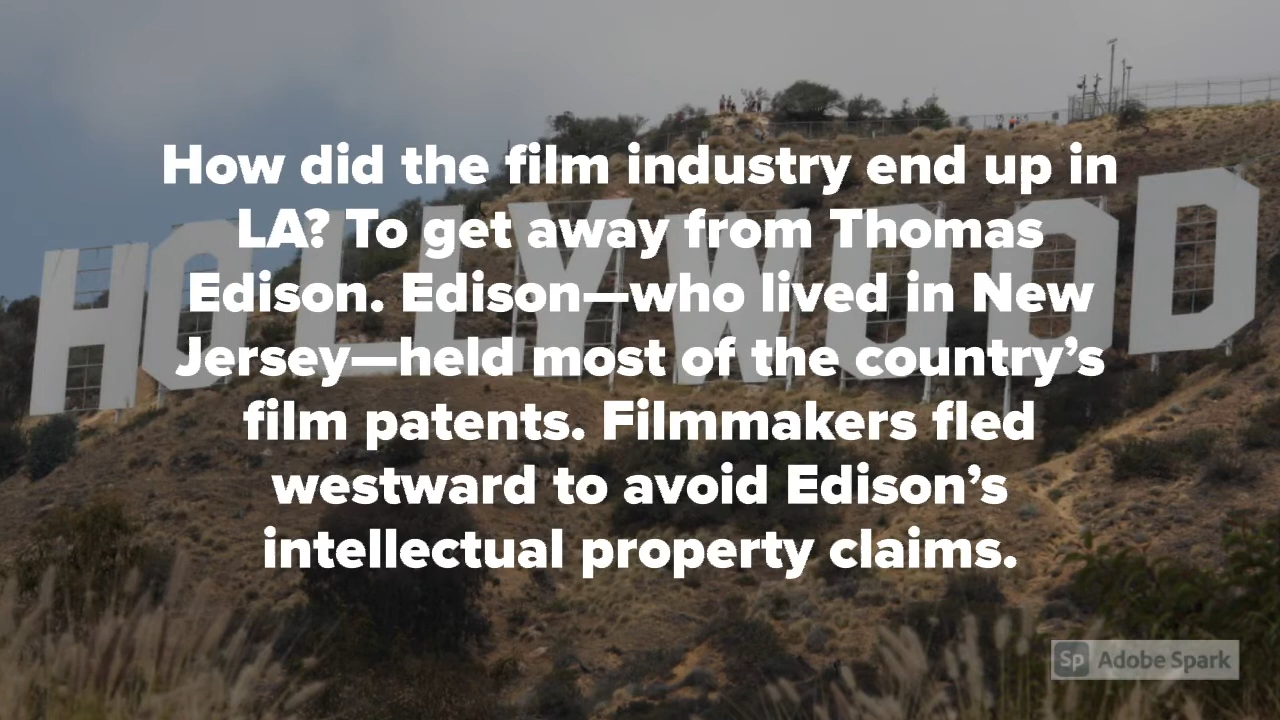 How did the film industry end up in
LA? To get away from Thomas
Edison. Edison—who lived in New
Jersey—held most of the country’s
film patents. Filmmakers fled
westward to avoid Edison’s
intellectual property claims.
HOLLYWOOD
Sp Adobe Spark